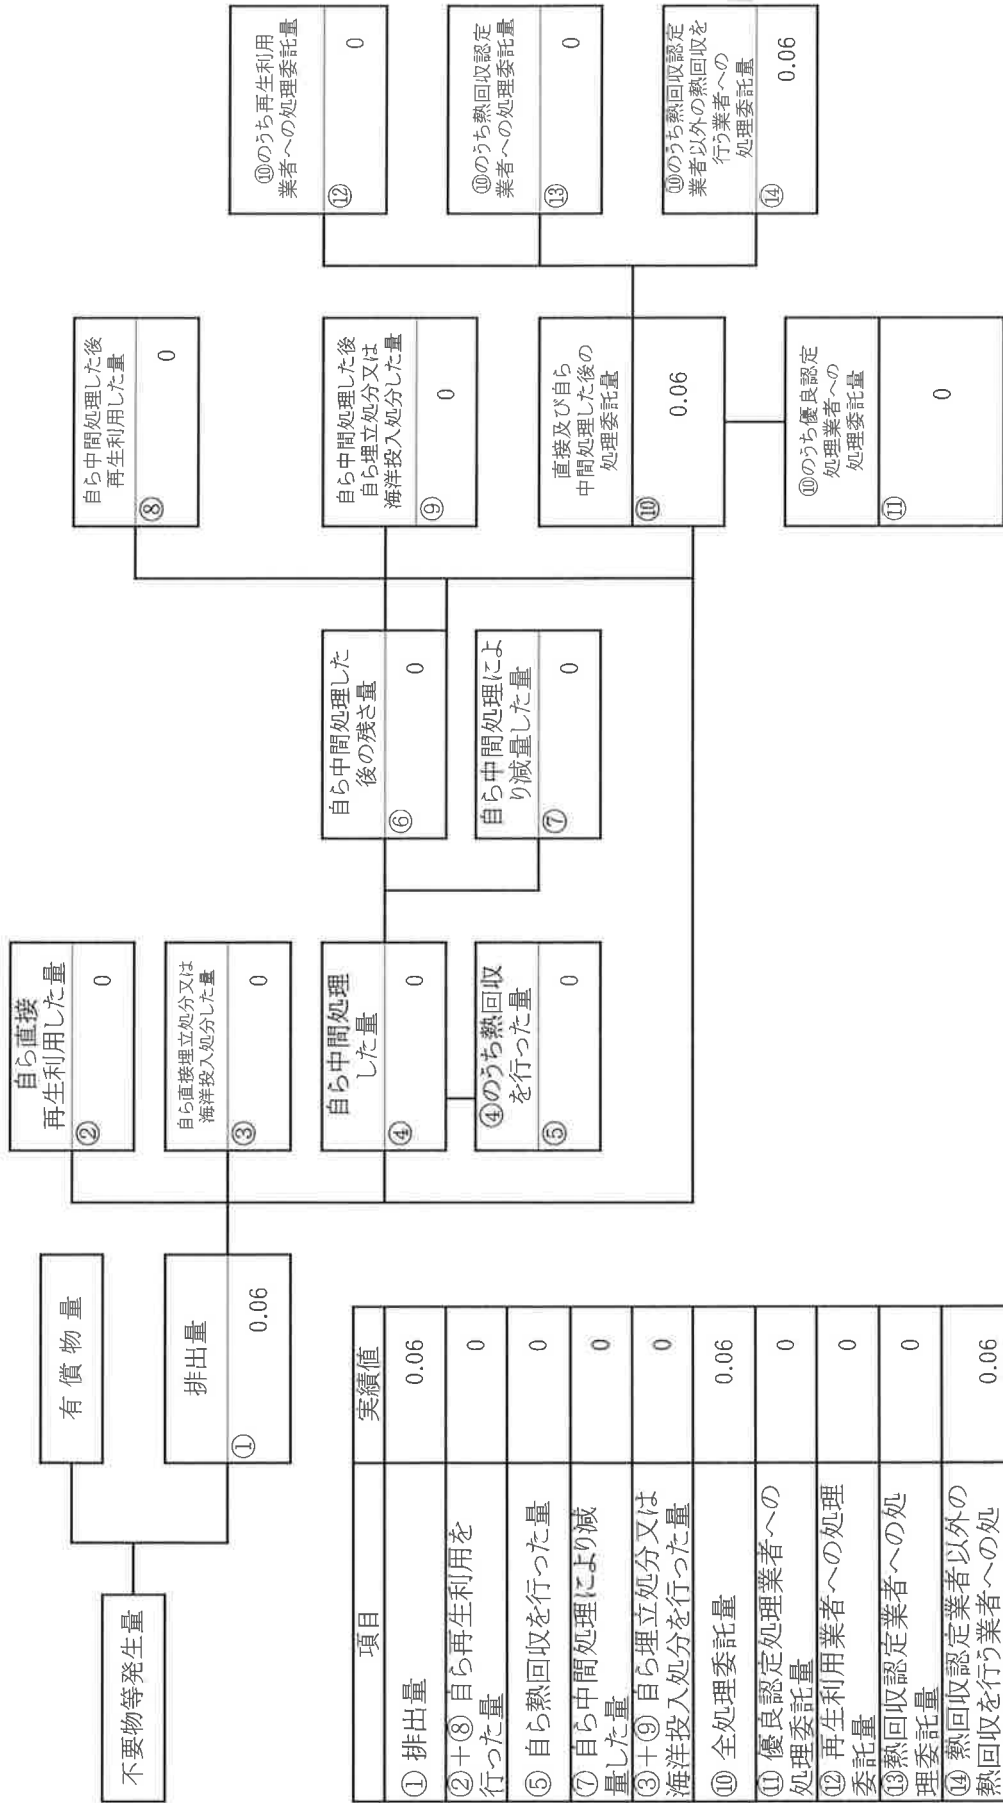 不要物等発生量
有 償 物 量
排出量
①
0.06
自ら直接
再生利用した量
②
0
自ら直接埋立処分又は
海洋投入処分した量
③
0
自ら中間処理
した量
④
0
④のうち熱回収
を行った量
⑤
0
自ら中間処理した
後の残さ量
⑥
0
自ら中間処理によ
り減量した量
⑦
0
自ら中間処理した後
再生利用した量
⑧
0
自ら中間処理した後
自ら埋立処分又は
海洋投入処分した量
⑨
0
直接及び自ら
中間処理した後の
処理委託量
⑩
0.06
⑩のうち優良認定
処理業者への
処理委託量
⑪
0
⑩のうち再生利用
業者への処理委託量
⑫
0
⑩のうち熱回収認定
業者への処理委託量
⑬
0
⑩のうち熱回収認定
業者以外の熱回収を
行う業者への
処理委託量
⑭
0.06
項目 実績値
① 排出量 0.06
②+⑧ 自ら再生利用を
行った量 0
⑤ 自ら熱回収を行った量 0
⑦ 自ら中間処理により減
量した量 0
③+⑨ 自ら埋立処分又は
海洋投入処分を行った量 0
⑩ 全処理委託量 0.06
⑪ 優良認定処理業者への
処理委託量 0
⑫ 再生利用業者への処理
委託量 0
⑬熱回収認定業者への処
理委託量 0
⑭ 熱回収認定業者以外の
熱回収を行う業者への処 0.06